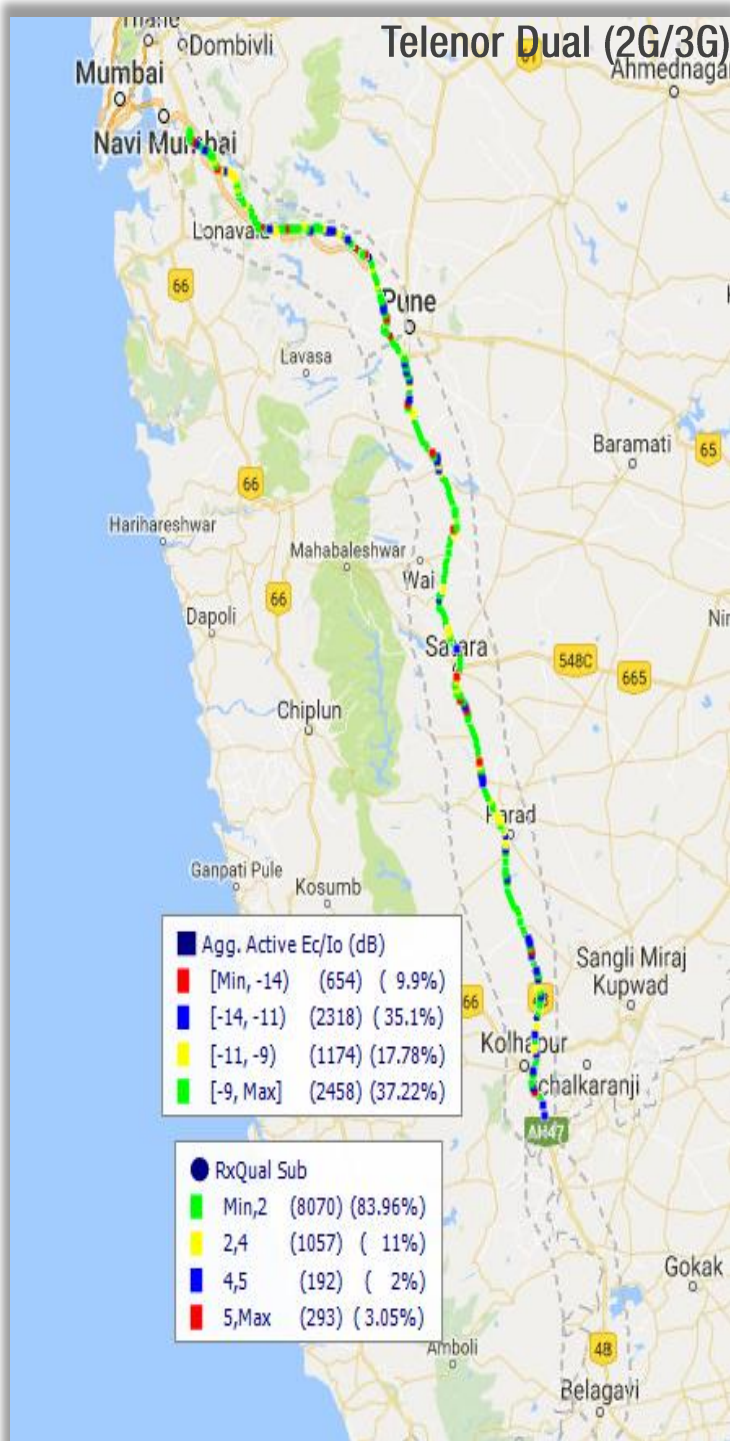 Telenor Dual (2G/3G)
Thane
Dombivli
Mumbai
Ahmednagar
Navi Mumbai
Lonavala
66
Pune
Lavasa
Baramati
65
66
Harihareshwar
Mahabaleshwar
Wai
66
Dapoli
Satara
548C
665
Chiplun
Karad
Ganpati Pule
Kosumb
Agg. Active Ec/Io (dB)
[Min, -14) (654) ( 9.9%)
[-14, -11) (2318) (35.1%)
[-11, -9) (1174) (17.78%)
[-9, Max] (2458) (37.22%)
Sangli Miraj
Kupwad
66
48
Kolhapur
chalkaranji
AH47
RxQual Sub
Min,2 (8070) (83.96%)
2,4 (1057) ( 11%)
4,5 (192) ( 2%)
5,Max (293) (3.05%)
Gokak
Amboli
48
Belagavi